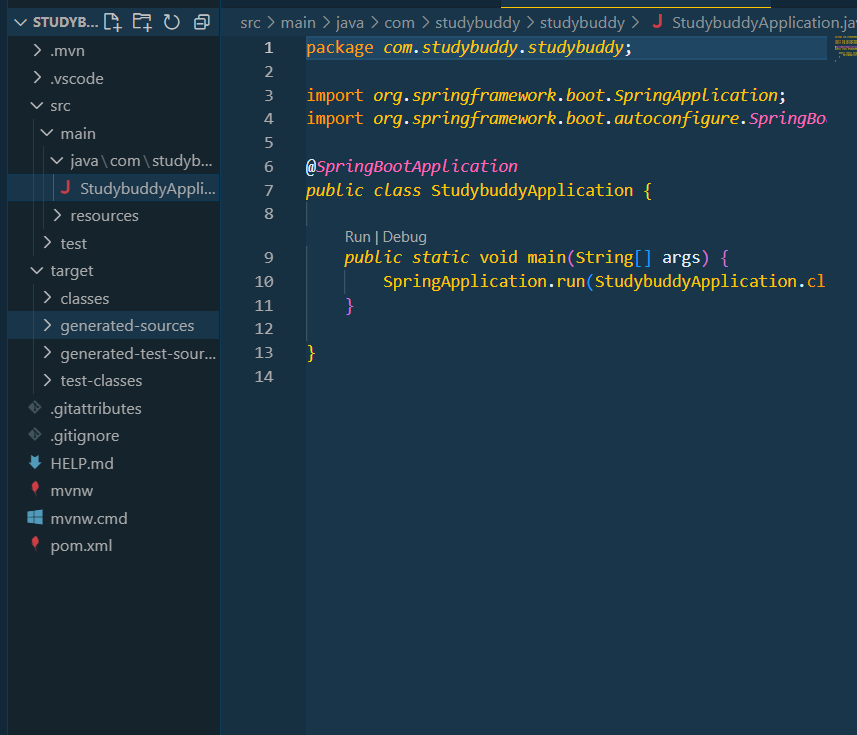 STUDYB...
.mvn
.vscode
src
main
java\com\studyb...
StudybuddyAppli...
resources
test
target
classes
generated-sources
generated-test-sour...
test-classes
.gitattributes
.gitignore
HELP.md
mvnw
mvnw.cmd
pom.xml
src > main > java > com > studybuddy > studybuddy > StudybuddyApplication.jav
1 package com.studybuddy.studybuddy;
2
3 import org.springframework.boot.SpringApplication;
4 import org.springframework.boot.autoconfigure.SpringBo
5
6 @SpringBootApplication
7 public class StudybuddyApplication {
8
Run | Debug
9 public static void main(String[] args) {
10 SpringApplication.run(StudybuddyApplication.cl
11 }
12
13 }
14